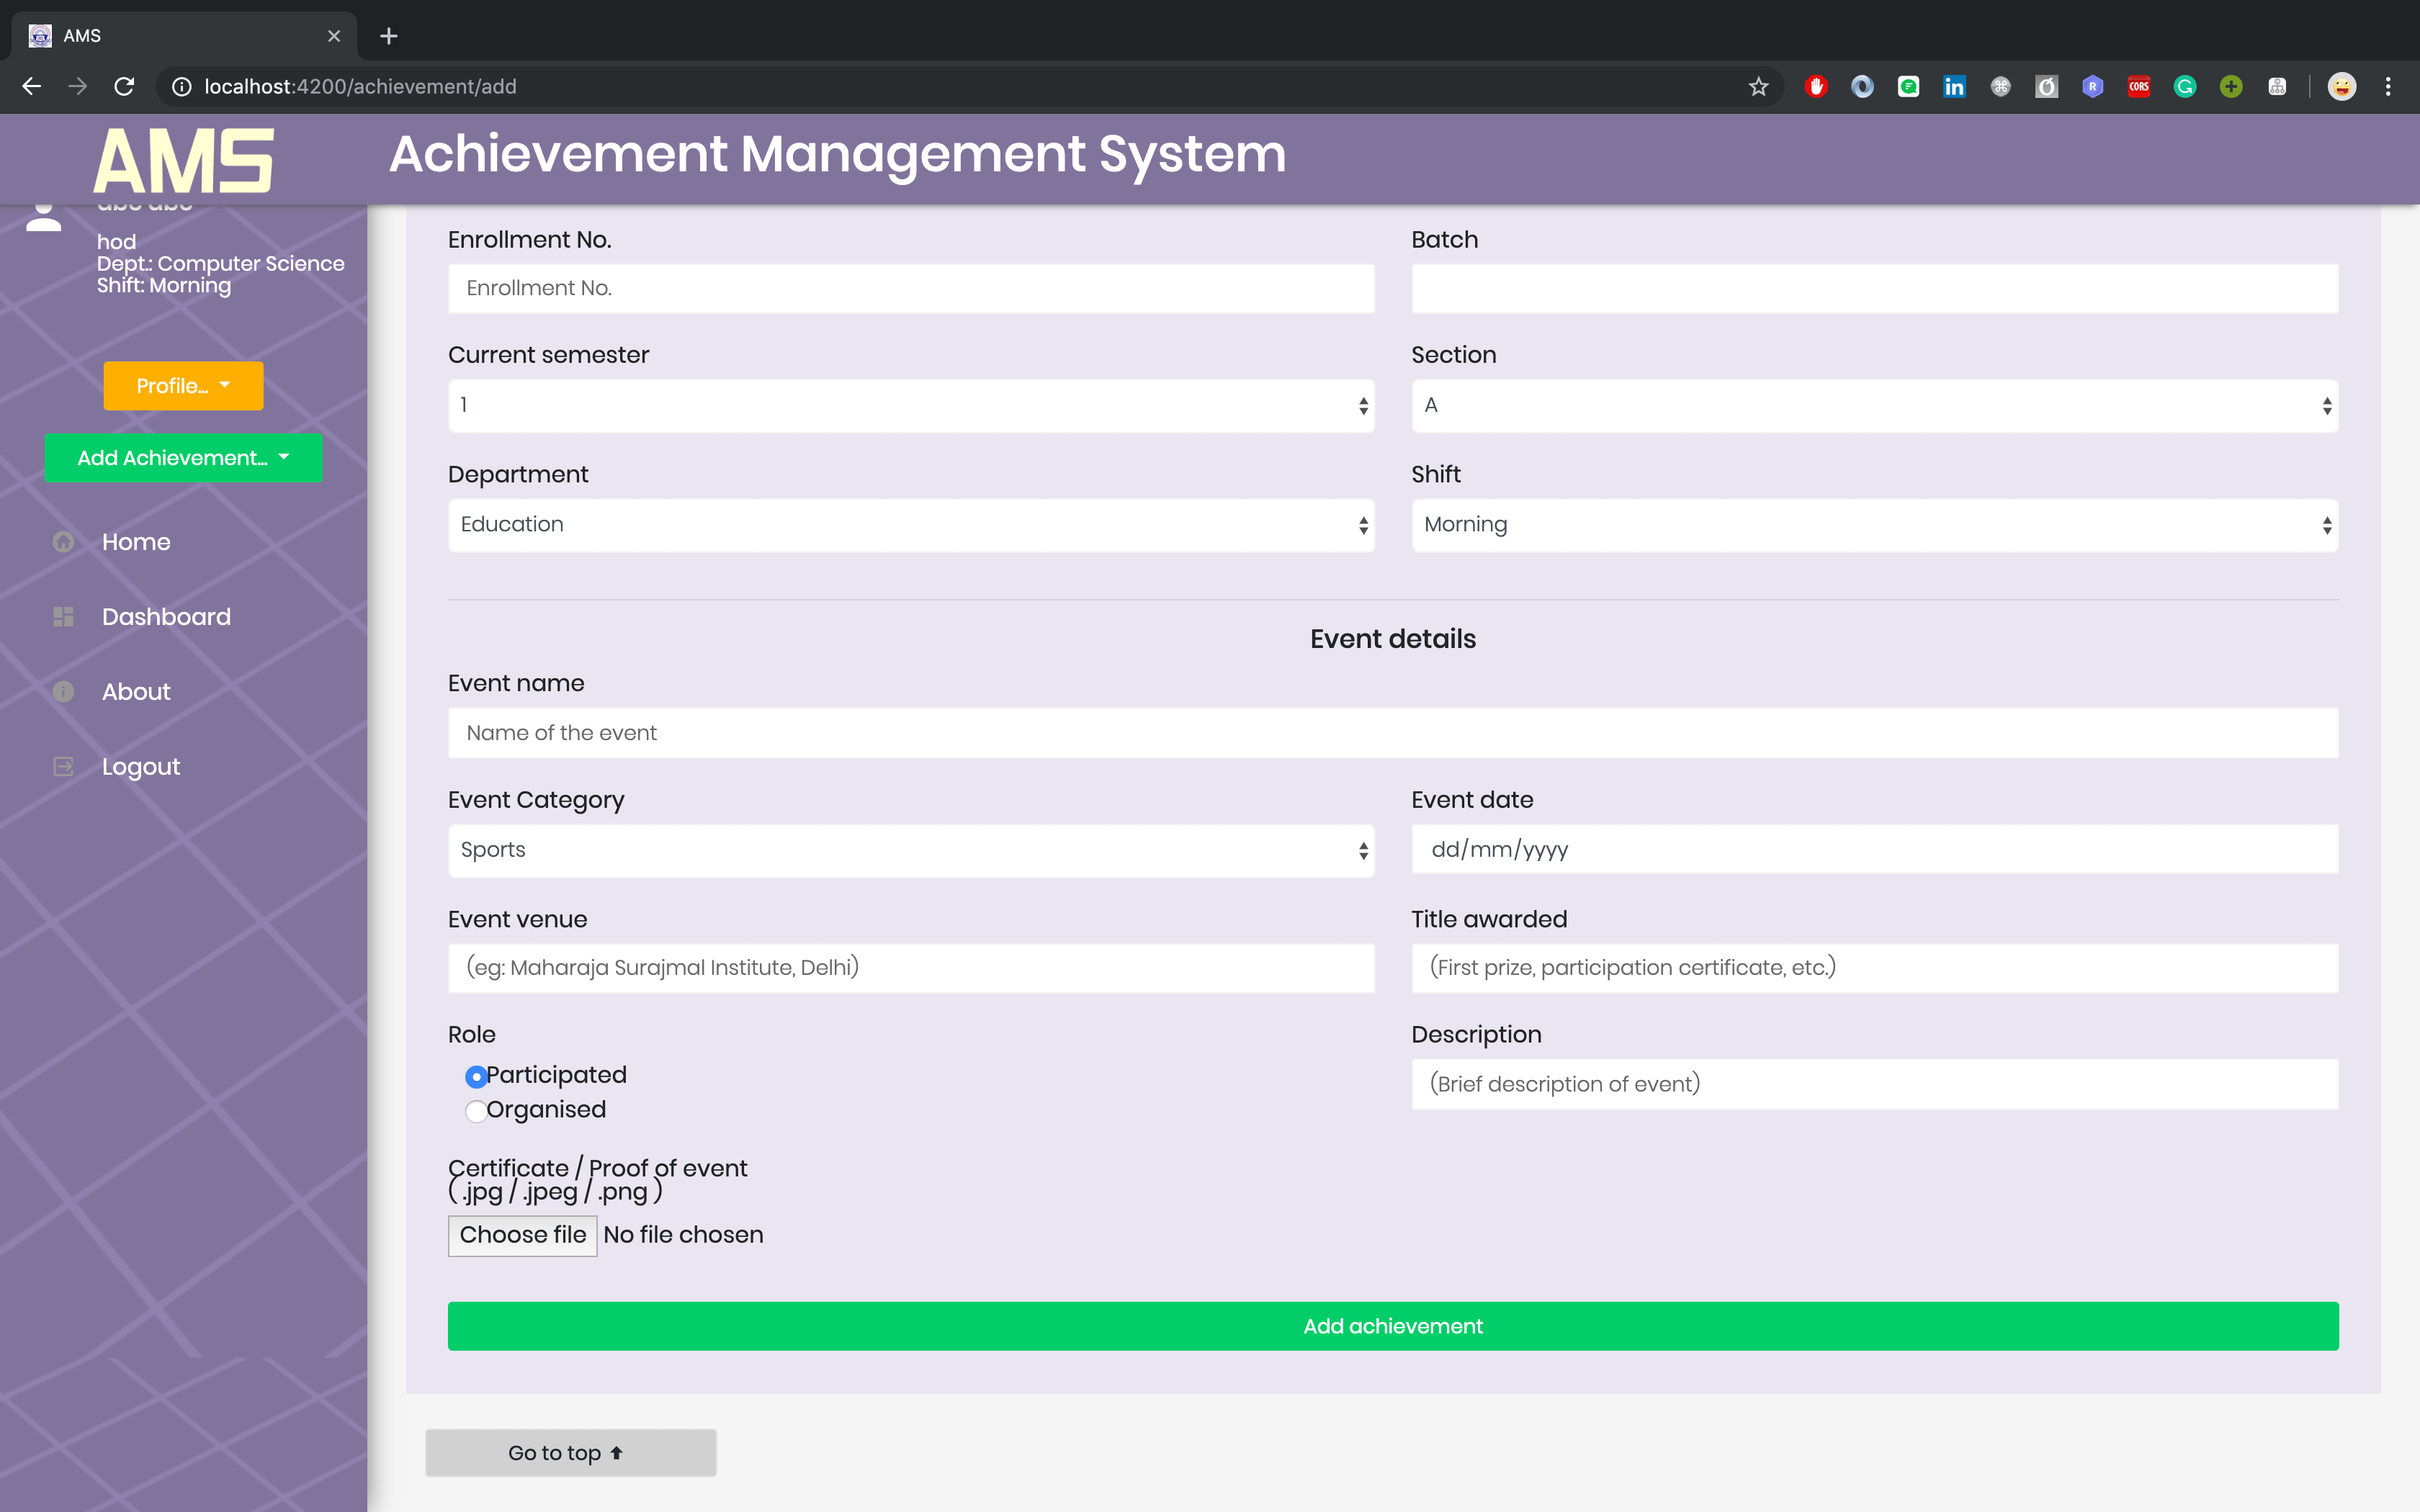 AMS
localhost:4200/achievement/add
AMS
Achievement Management System
abc abc
hod
Dept.: Computer Science
Shift: Morning
Profile...
Add Achievement...
Home
Dashboard
About
Logout
Enrollment No.
Batch
Enrollment No.
Current semester
Section
1
A
Department
Shift
Education
Morning
Event details
Event name
Name of the event
Event Category
Event date
Sports
dd/mm/yyyy
Event venue
Title awarded
(eg: Maharaja Surajmal Institute, Delhi)
(First prize, participation certificate, etc.)
Role
Description
Participated
(Brief description of event)
Organised
Certificate / Proof of event
( .jpg / .jpeg / .png )
Choose file No file chosen
Add achievement
Go to top
in
R
CORS